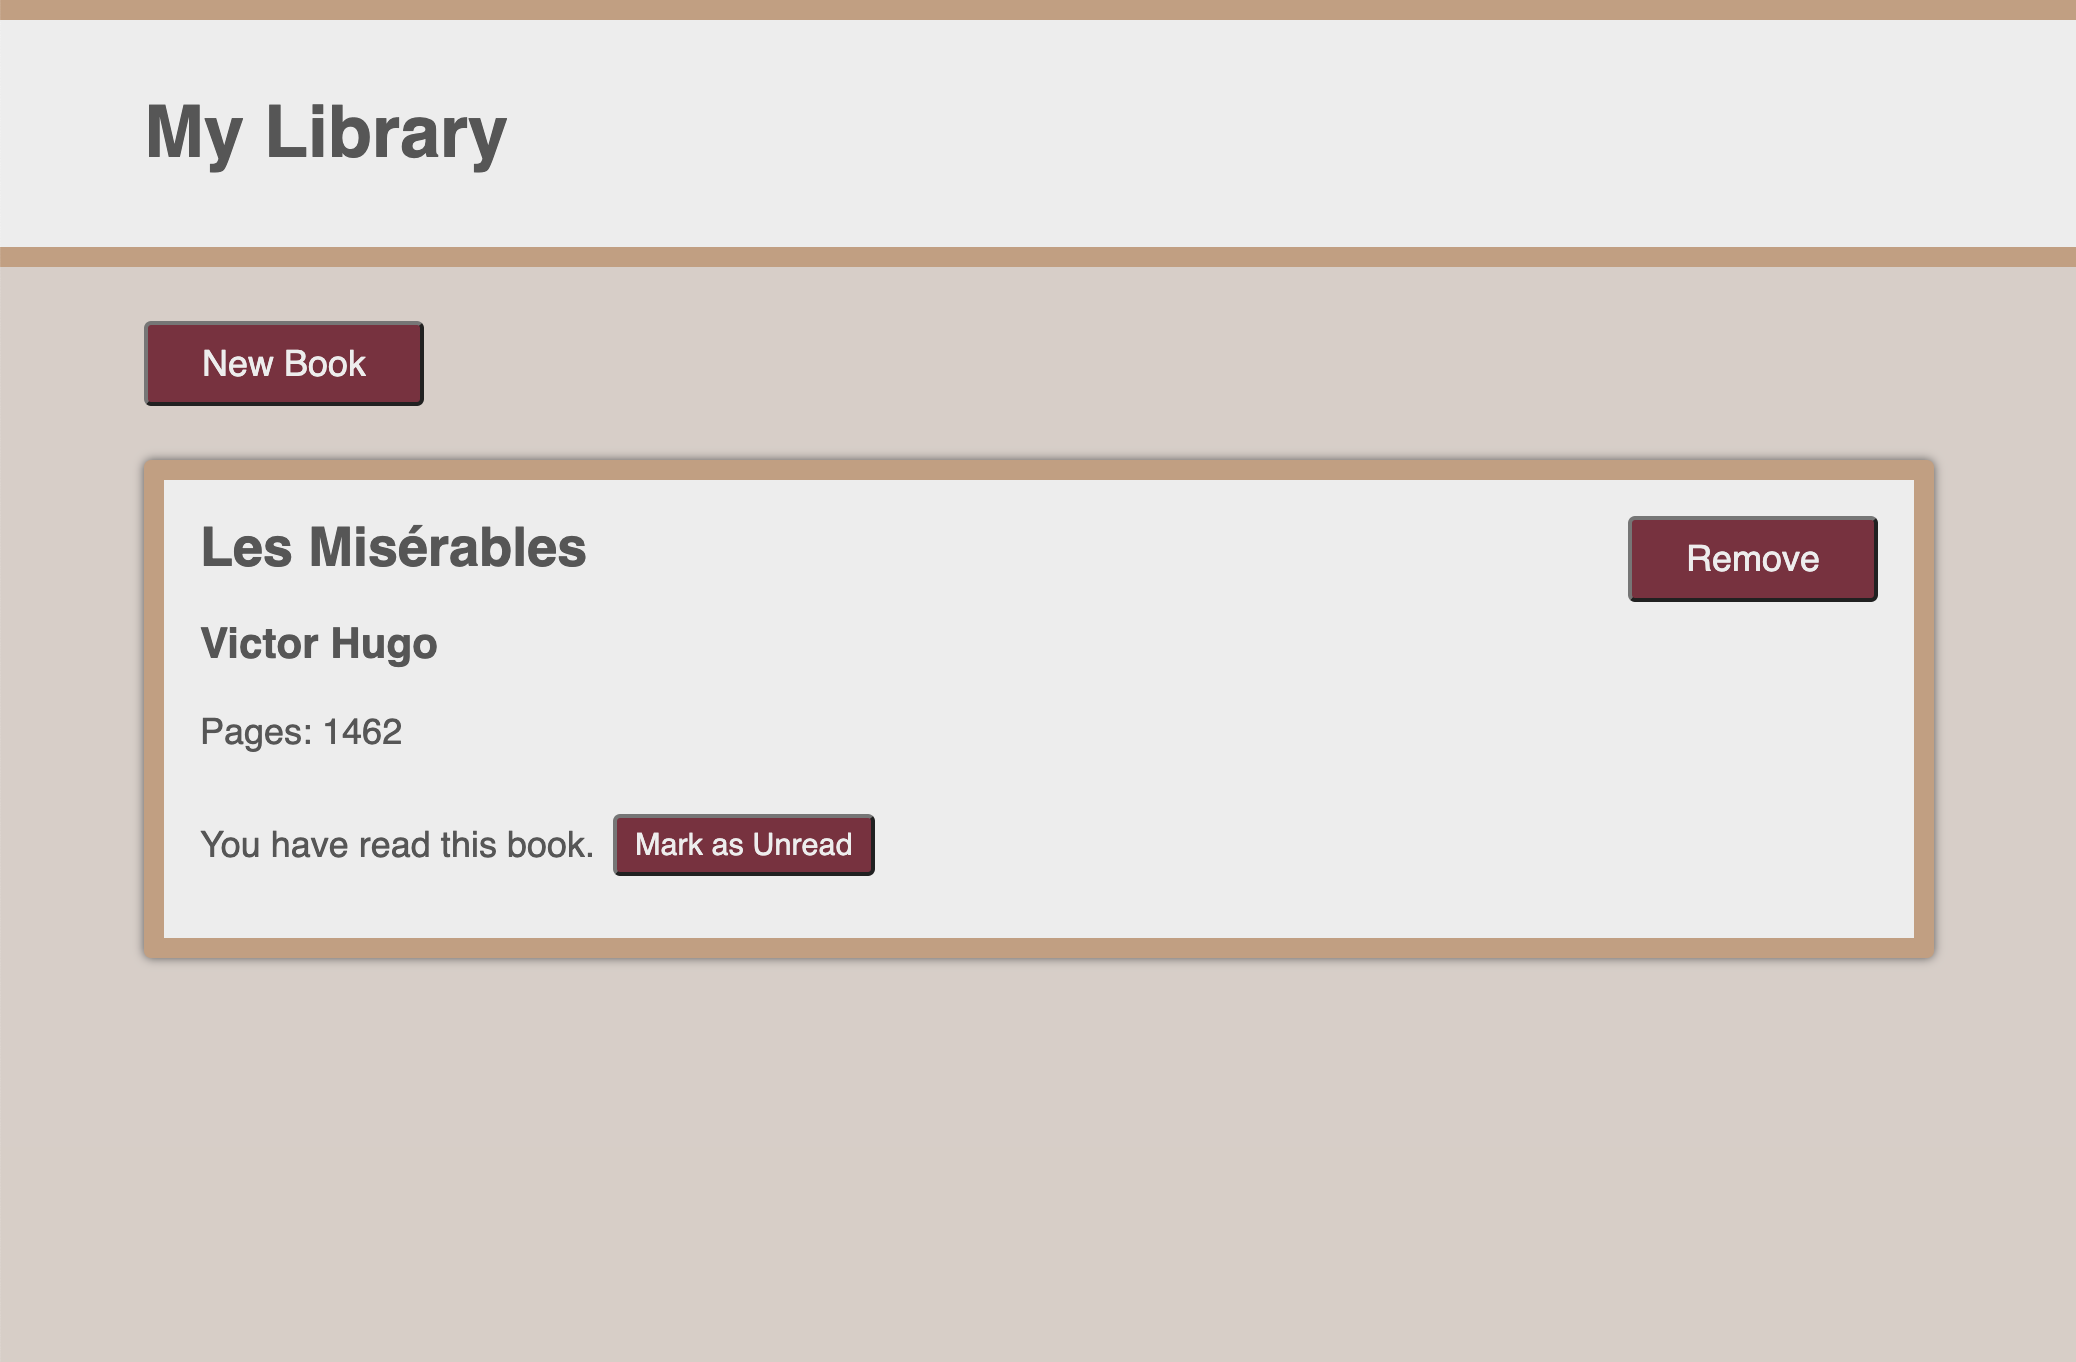 My Library
New Book
Les Misérables
Remove
Victor Hugo
Pages: 1462
You have read this book. Mark as Unread